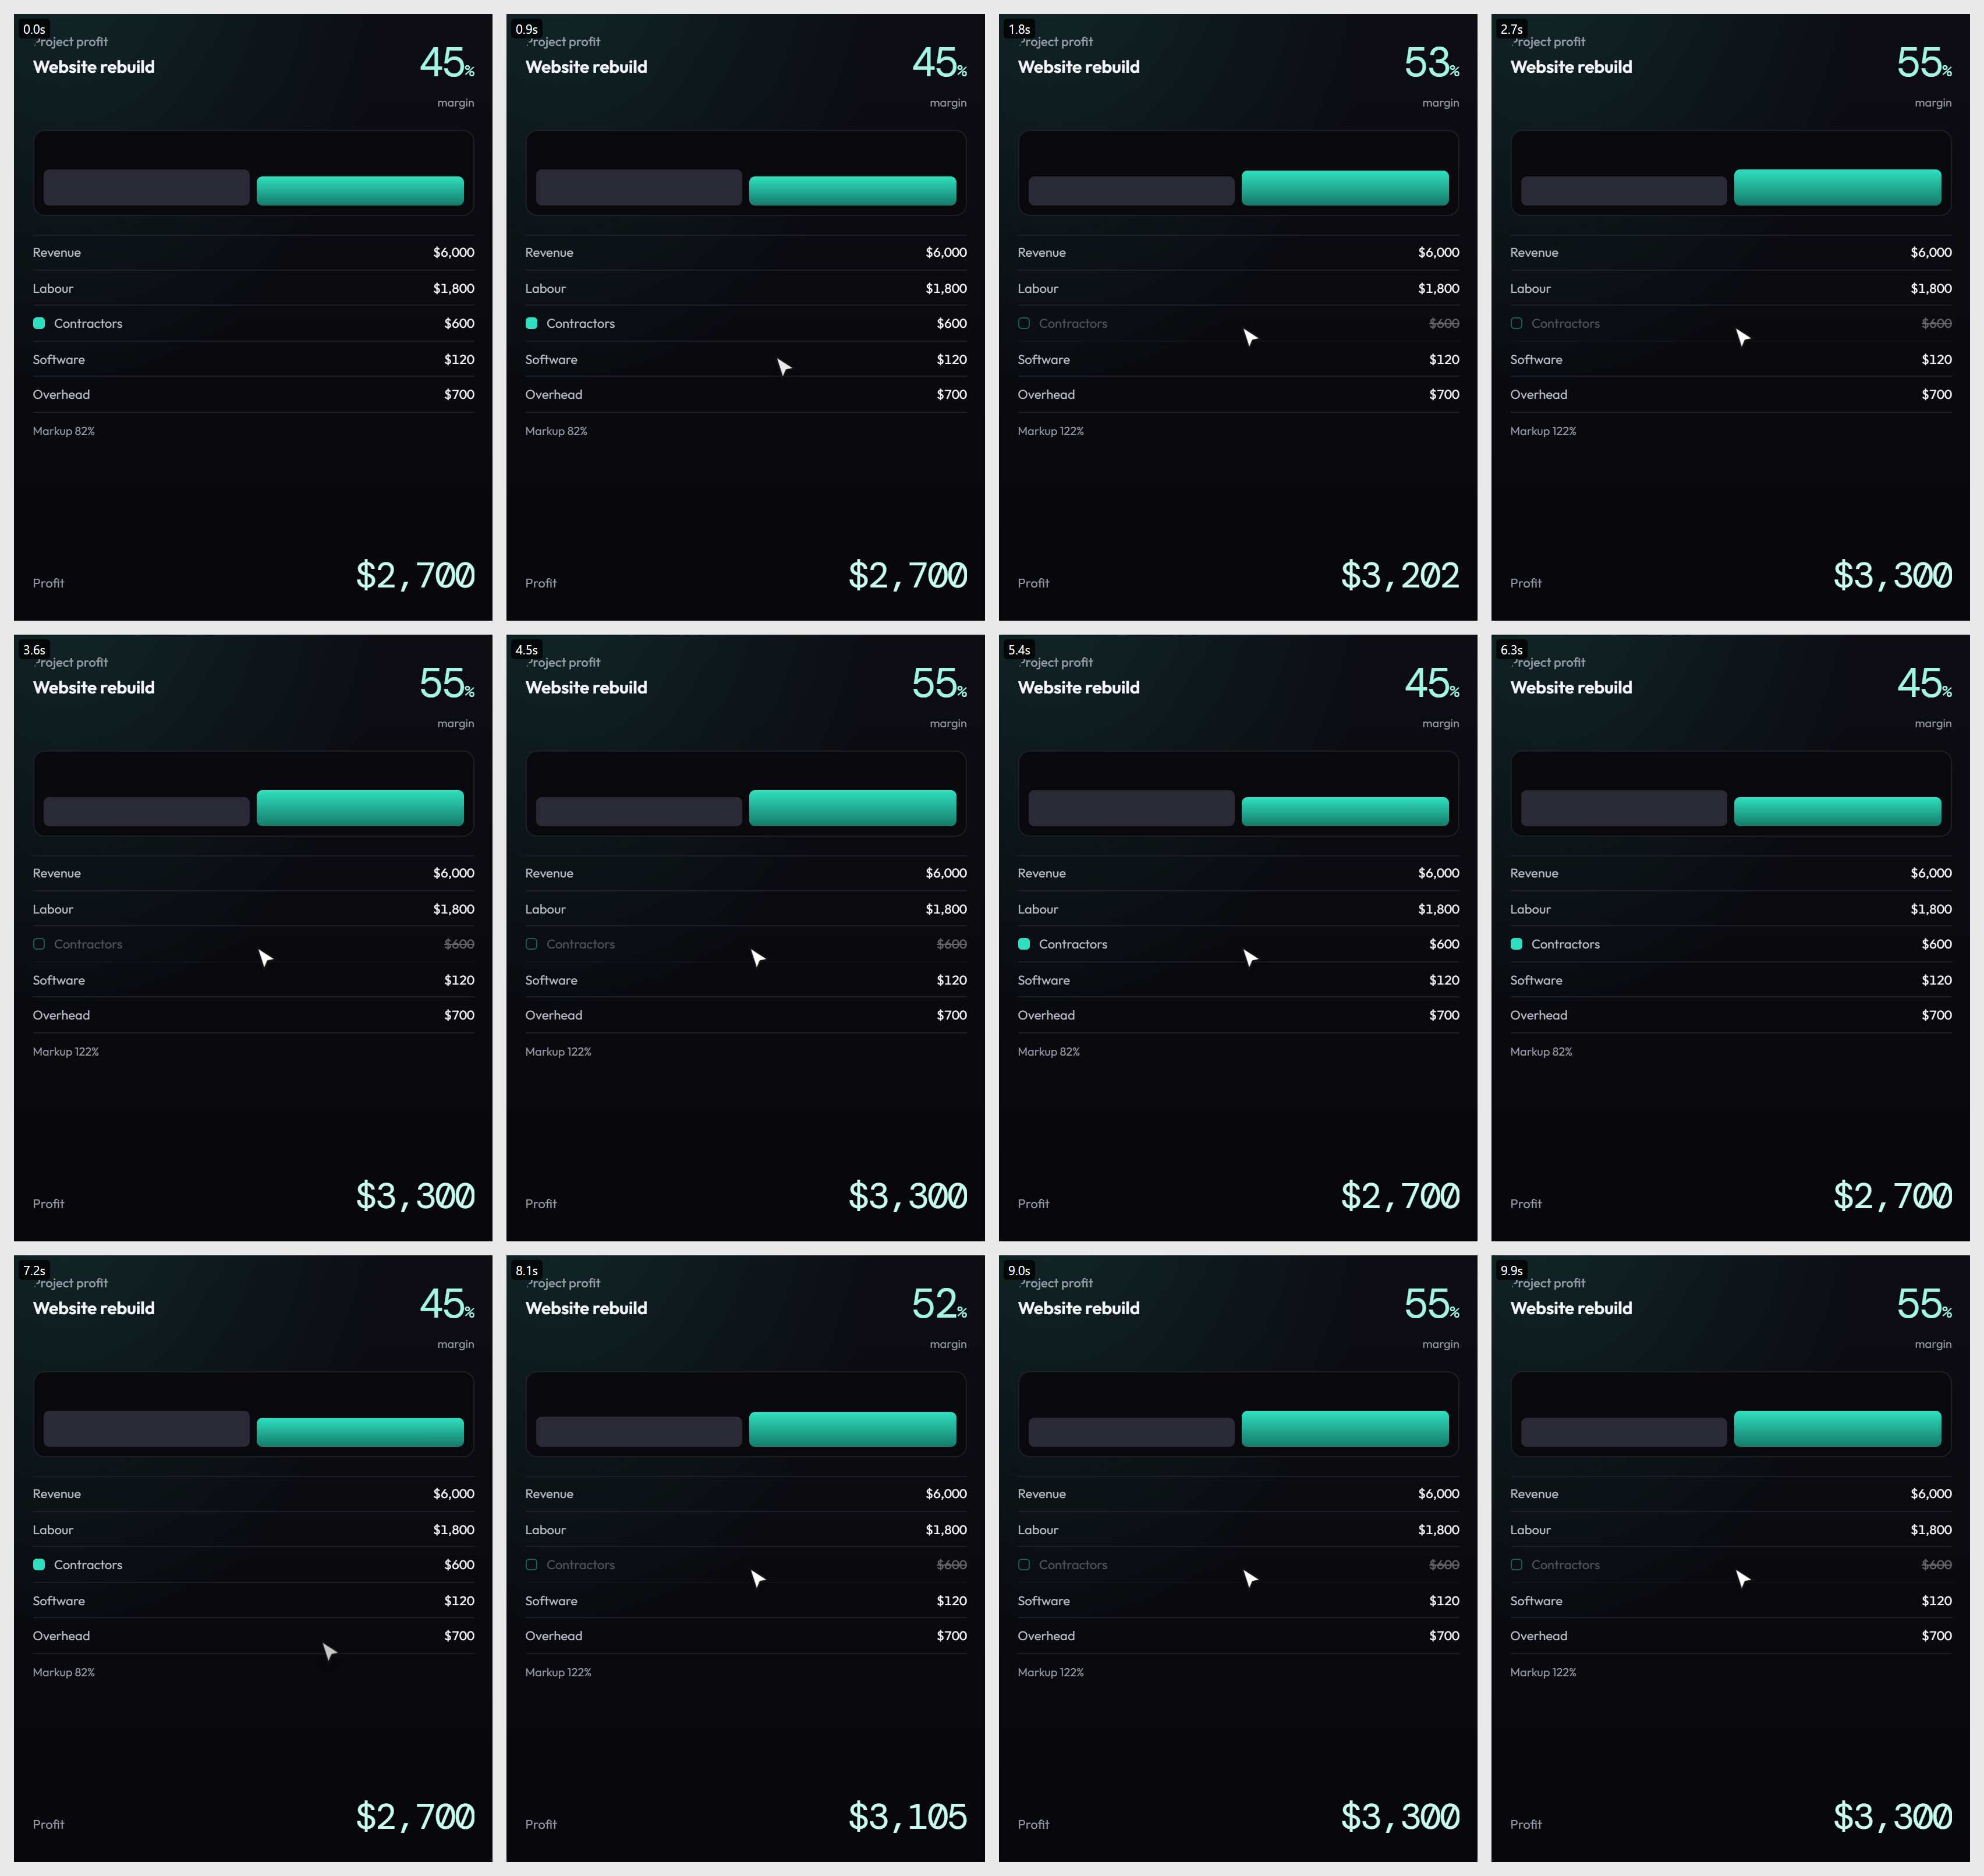 0.0s
Project profit
Website rebuild
45%
margin
Revenue $6,000
Labour $1,800
Contractors $600
Software $120
Overhead $700
Markup 82%
Profit $2,700
0.9s
Project profit
Website rebuild
45%
margin
Revenue $6,000
Labour $1,800
Contractors $600
Software $120
Overhead $700
Markup 82%
Profit $2,700
1.8s
Project profit
Website rebuild
53%
margin
Revenue $6,000
Labour $1,800
Contractors $600
Software $120
Overhead $700
Markup 122%
Profit $3,202
2.7s
Project profit
Website rebuild
55%
margin
Revenue $6,000
Labour $1,800
Contractors $600
Software $120
Overhead $700
Markup 122%
Profit $3,300
3.6s
Project profit
Website rebuild
55%
margin
Revenue $6,000
Labour $1,800
Contractors $600
Software $120
Overhead $700
Markup 122%
Profit $3,300
4.5s
Project profit
Website rebuild
55%
margin
Revenue $6,000
Labour $1,800
Contractors $600
Software $120
Overhead $700
Markup 122%
Profit $3,300
5.4s
Project profit
Website rebuild
45%
margin
Revenue $6,000
Labour $1,800
Contractors $600
Software $120
Overhead $700
Markup 82%
Profit $2,700
6.3s
Project profit
Website rebuild
45%
margin
Revenue $6,000
Labour $1,800
Contractors $600
Software $120
Overhead $700
Markup 82%
Profit $2,700
7.2s
Project profit
Website rebuild
45%
margin
Revenue $6,000
Labour $1,800
Contractors $600
Software $120
Overhead $700
Markup 82%
Profit $2,700
8.1s
Project profit
Website rebuild
52%
margin
Revenue $6,000
Labour $1,800
Contractors $600
Software $120
Overhead $700
Markup 122%
Profit $3,105
9.0s
Project profit
Website rebuild
55%
margin
Revenue $6,000
Labour $1,800
Contractors $600
Software $120
Overhead $700
Markup 122%
Profit $3,300
9.9s
Project profit
Website rebuild
55%
margin
Revenue $6,000
Labour $1,800
Contractors $600
Software $120
Overhead $700
Markup 122%
Profit $3,300